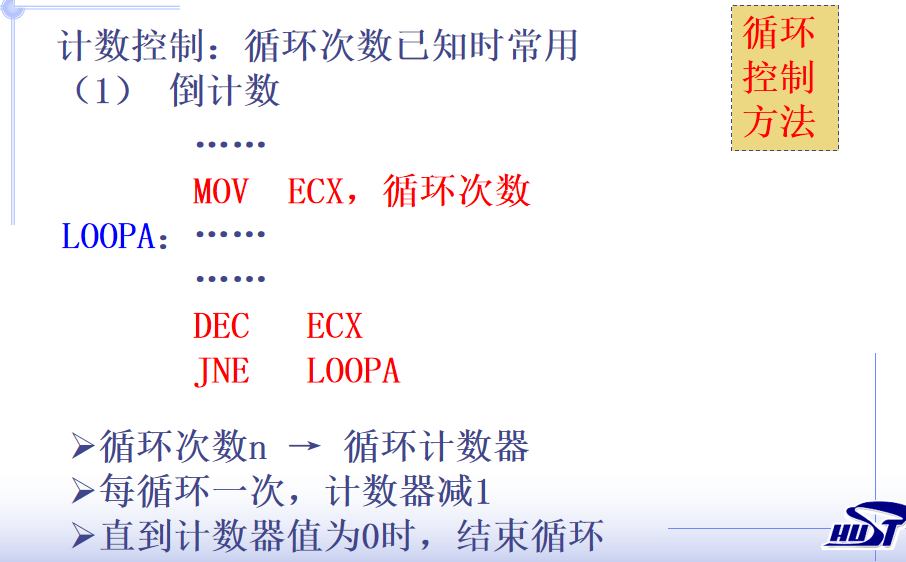 计数控制：循环次数已知时常用
（1） 倒计数
……
MOV ECX，循环次数
LOOPA：……
……
DEC ECX
JNE LOOPA
➢循环次数n → 循环计数器
➢每循环一次，计数器减1
➢直到计数器值为0时，结束循环
循环
控制
方法
HUST